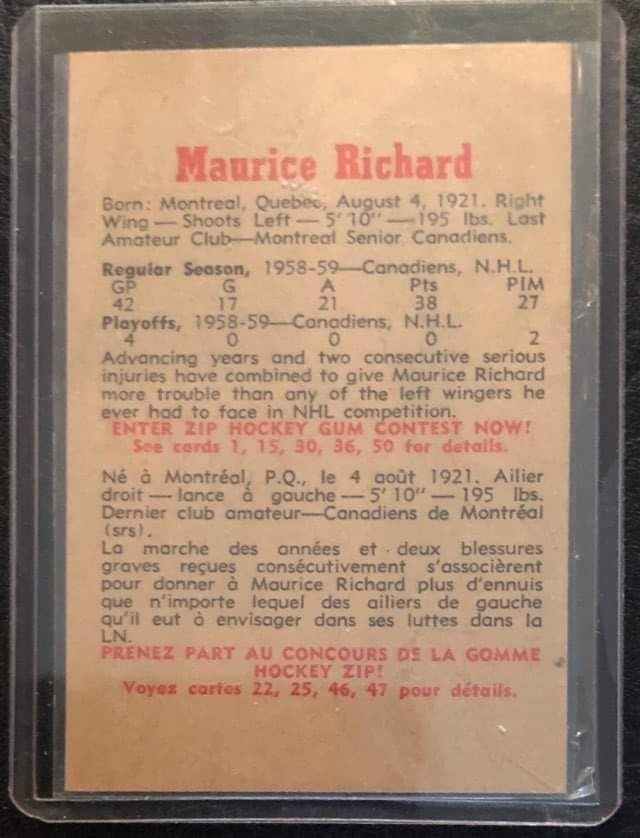 Maurice Richard
Born: Montreal, Quebec, August 4, 1921. Right
Wing — Shoots Left — 5' 10" — 195 lbs. Last
Amateur Club—Montreal Senior Canadiens.
Regular Season, 1958-59—Canadiens, N.H.L.
GP G A Pts PIM
42 17 21 38 27
Playoffs, 1958-59—Canadiens, N.H.L.
4 0 0 0 2
Advancing years and two consecutive serious
injuries have combined to give Maurice Richard
more trouble than any of the left wingers he
ever had to face in NHL competition.
ENTER ZIP HOCKEY GUM CONTEST NOW!
See cards 1, 15, 30, 36, 50 for details.
Né à Montréal, P.Q., le 4 août 1921. Ailier
droit — lance à gauche — 5' 10" — 195 lbs.
Dernier club amateur—Canadiens de Montréal
(srs).
La marche des années et deux blessures
graves reçues consécutivement s'associèrent
pour donner à Maurice Richard plus d'ennuis
que n'importe lequel des ailiers de gauche
qu'il eut à envisager dans ses luttes dans la
LN.
PRENEZ PART AU CONCOURS DE LA GOMME
HOCKEY ZIP!
Voyez cartes 22, 25, 46, 47 pour détails.